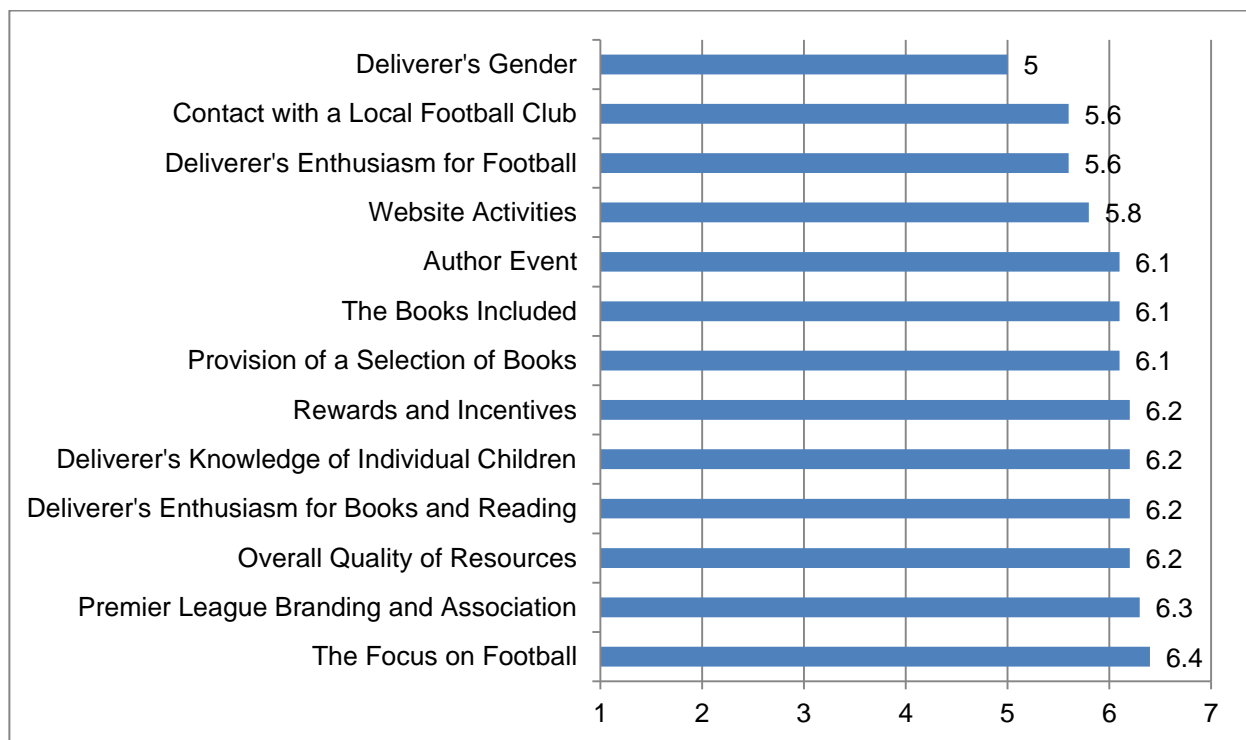 Deliverer's Gender 5
Contact with a Local Football Club 5.6
Deliverer's Enthusiasm for Football 5.6
Website Activities 5.8
Author Event 6.1
The Books Included 6.1
Provision of a Selection of Books 6.1
Rewards and Incentives 6.2
Deliverer's Knowledge of Individual Children 6.2
Deliverer's Enthusiasm for Books and Reading 6.2
Overall Quality of Resources 6.2
Premier League Branding and Association 6.3
The Focus on Football 6.4
1 2 3 4 5 6 7